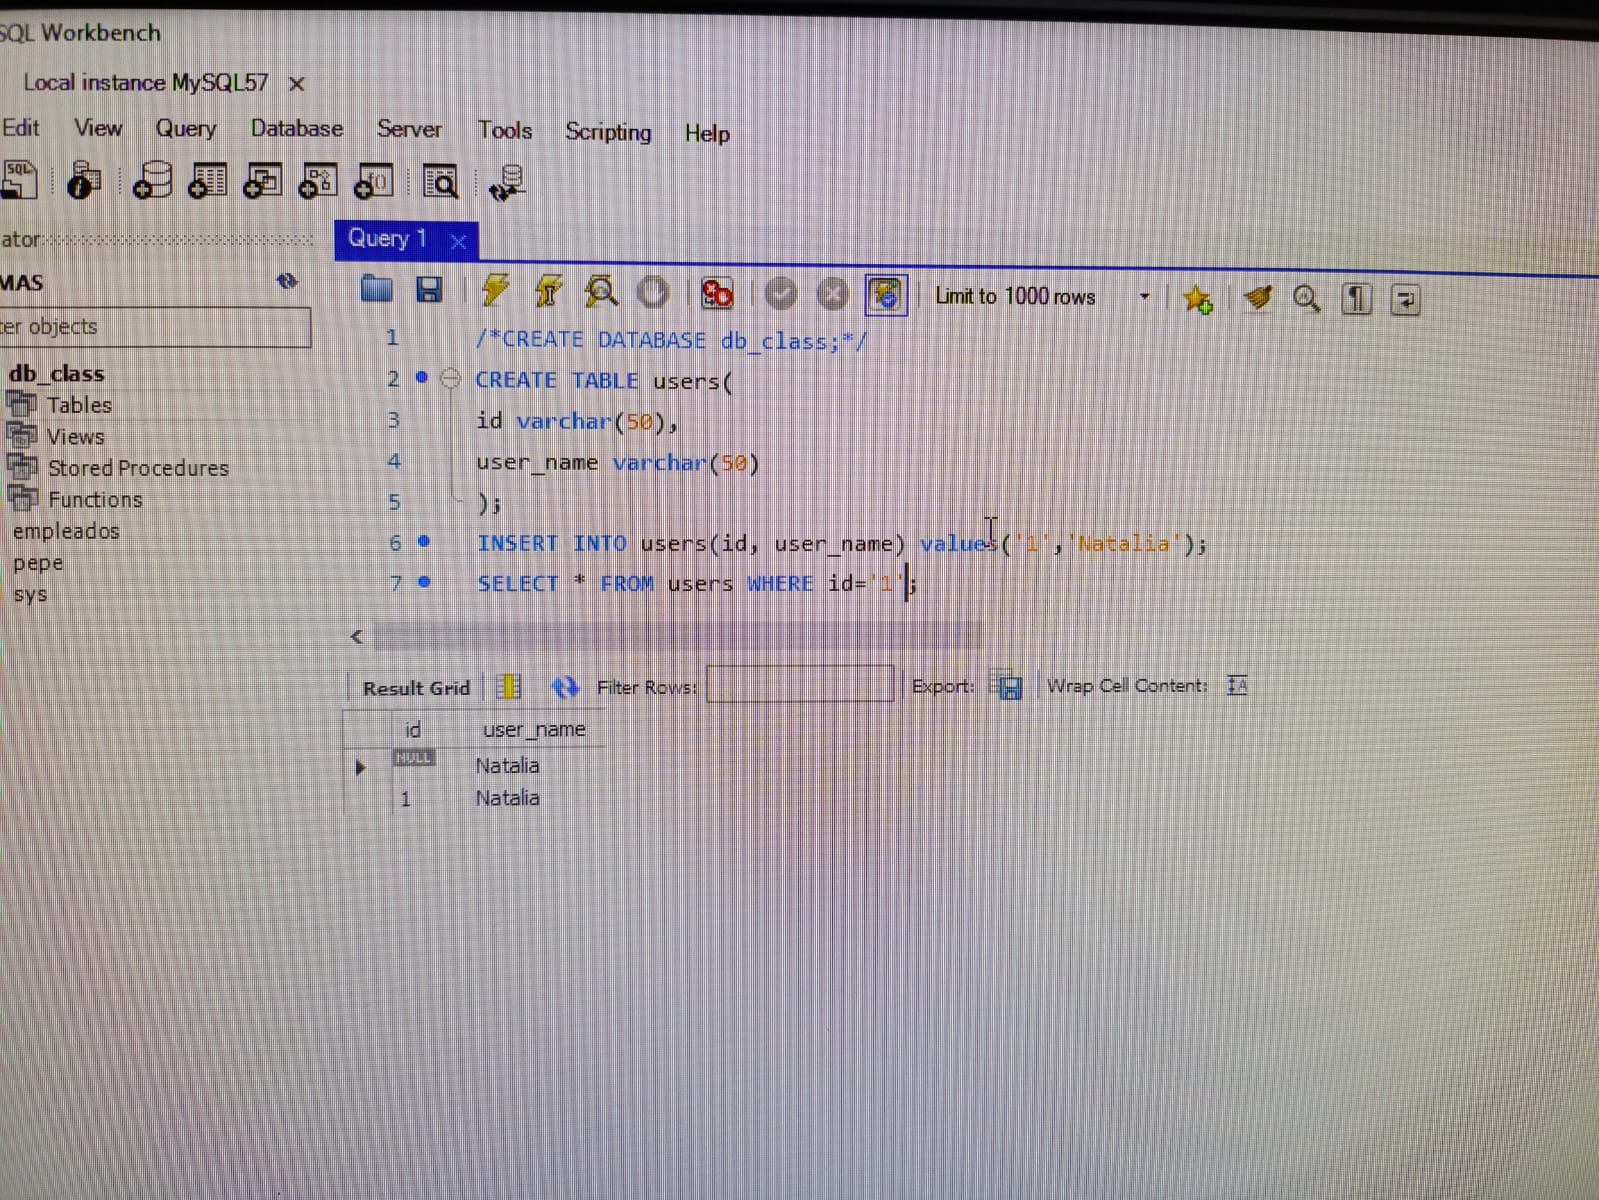 SQL Workbench
Local instance MySQL57
Edit View Query Database Server Tools Scripting Help
SQL
f()
ator
Query 1
MAS
Limit to 1000 rows
ter objects
1 /*CREATE DATABASE db_class;*/
db_class
2 CREATE TABLE users(
Tables
3 id varchar(50),
Views
4 user_name varchar(50)
Stored Procedures
5 );
Functions
6 INSERT INTO users(id, user_name) values('1','Natalia');
empleados
pepe
7 SELECT * FROM users WHERE id='1';
sys
Result Grid Filter Rows: Export: Wrap Cell Content:
id user_name
NULL Natalia
1 Natalia